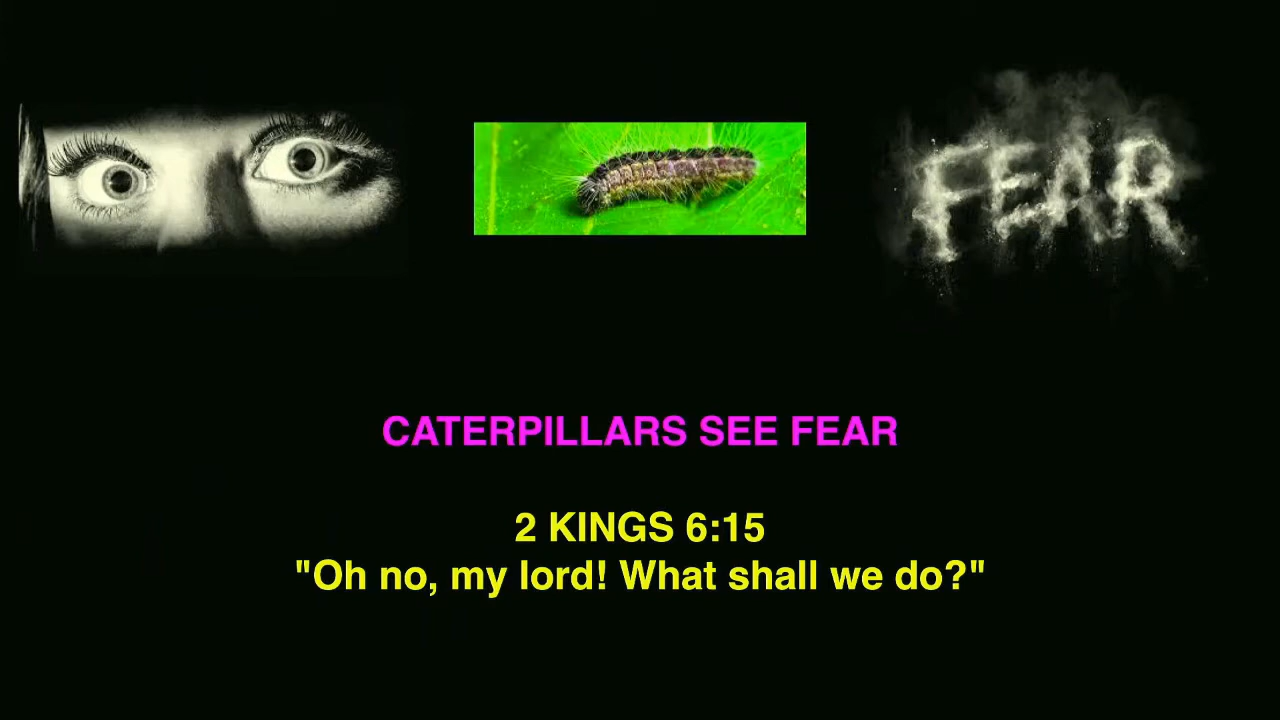 FEAR
CATERPILLARS SEE FEAR
2 KINGS 6:15
"Oh no, my lord! What shall we do?"